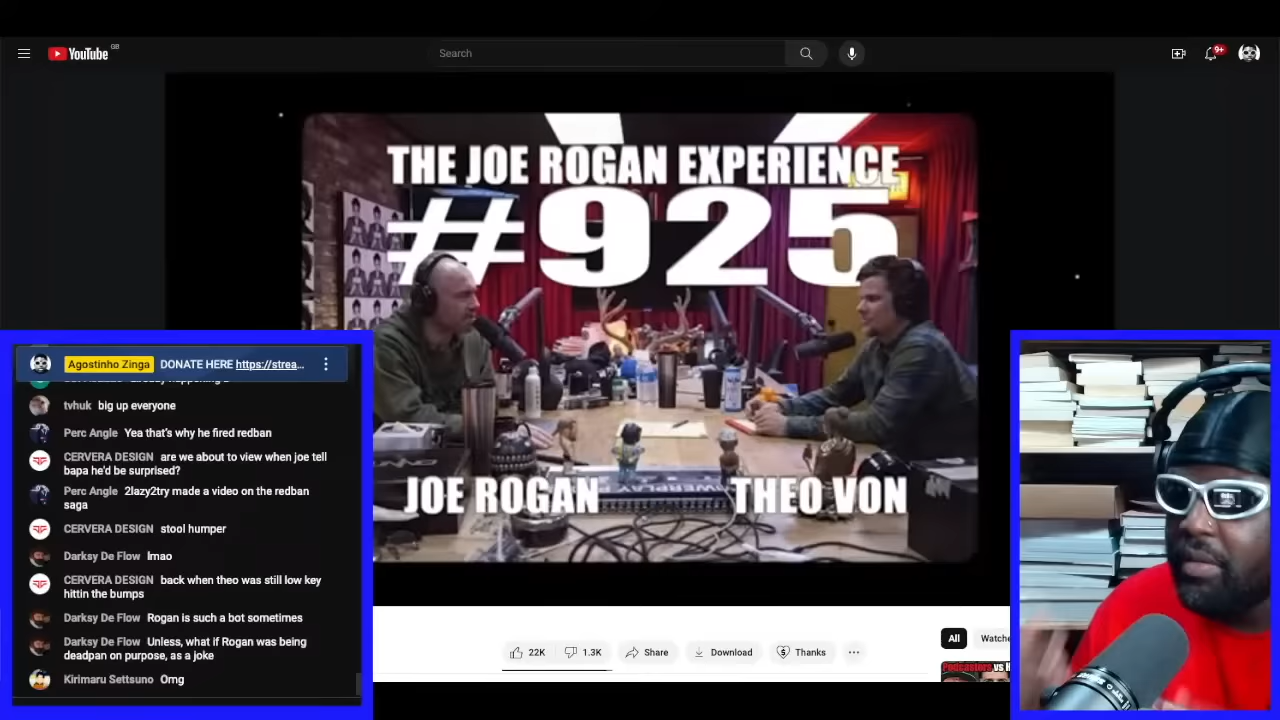 YouTube GB
Search
9+
THE JOE ROGAN EXPERIENCE
#925
JOE ROGAN
THEO VON
Agostinho Zinga DONATE HERE https://strea...
tvhuk big up everyone
Perc Angle Yea that's why he fired redban
CERVERA DESIGN are we about to view when joe tell
bapa he'd be surprised?
Perc Angle 2lazy2try made a video on the redban
saga
CERVERA DESIGN stool humper
Darksy De Flow lmao
CERVERA DESIGN back when theo was still low key
hittin the bumps
Darksy De Flow Rogan is such a bot sometimes
Darksy De Flow Unless, what if Rogan was being
deadpan on purpose, as a joke
Kirimaru Settsuno Omg
22K 1.3K Share Download Thanks
All Watche
Podcasters vs H